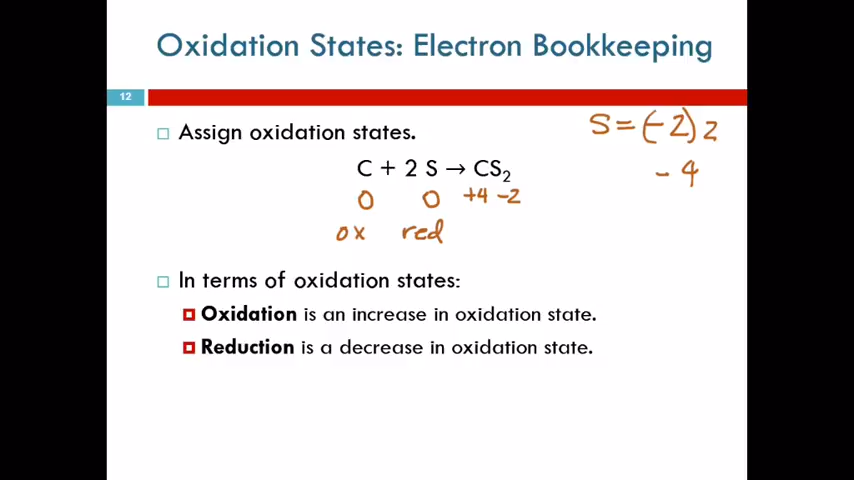 Oxidation States: Electron Bookkeeping
12
Assign oxidation states.
S = (-2) 2
-4
C + 2 S → CS₂
0 0 +4 -2
ox red
In terms of oxidation states:
Oxidation is an increase in oxidation state.
Reduction is a decrease in oxidation state.